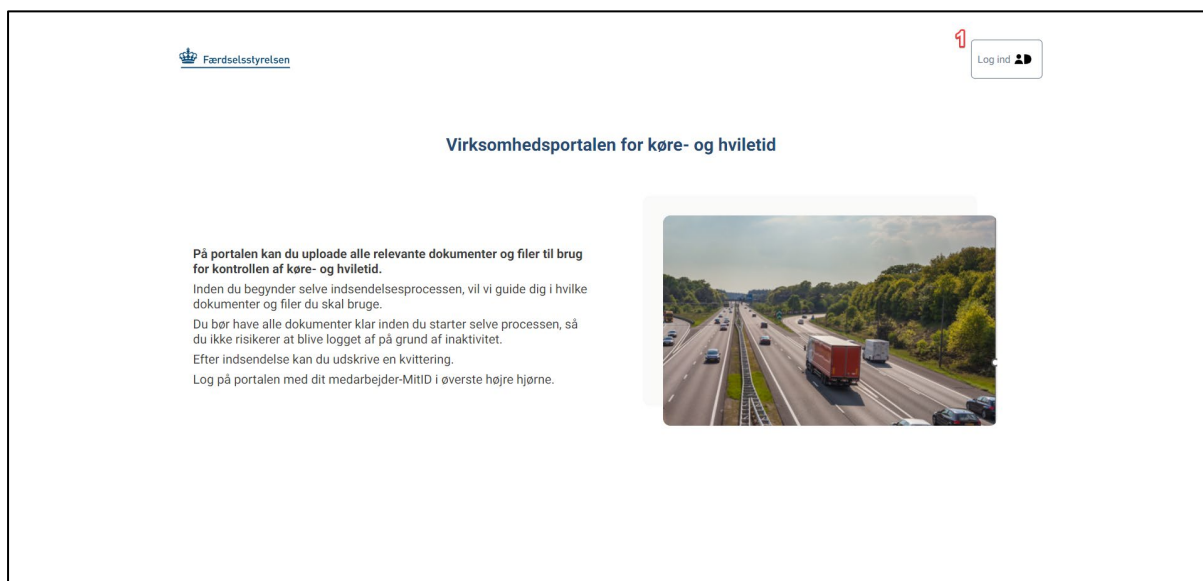 Færdselsstyrelsen
1
Log ind
Virksomhedsportalen for køre- og hviletid
På portalen kan du uploade alle relevante dokumenter og filer til brug
for kontrollen af køre- og hviletid.
Inden du begynder selve indsendelsesprocessen, vil vi guide dig i hvilke
dokumenter og filer du skal bruge.
Du bør have alle dokumenter klar inden du starter selve processen, så
du ikke risikerer at blive logget af på grund af inaktivitet.
Efter indsendelse kan du udskrive en kvittering.
Log på portalen med dit medarbejder-MitID i øverste højre hjørne.